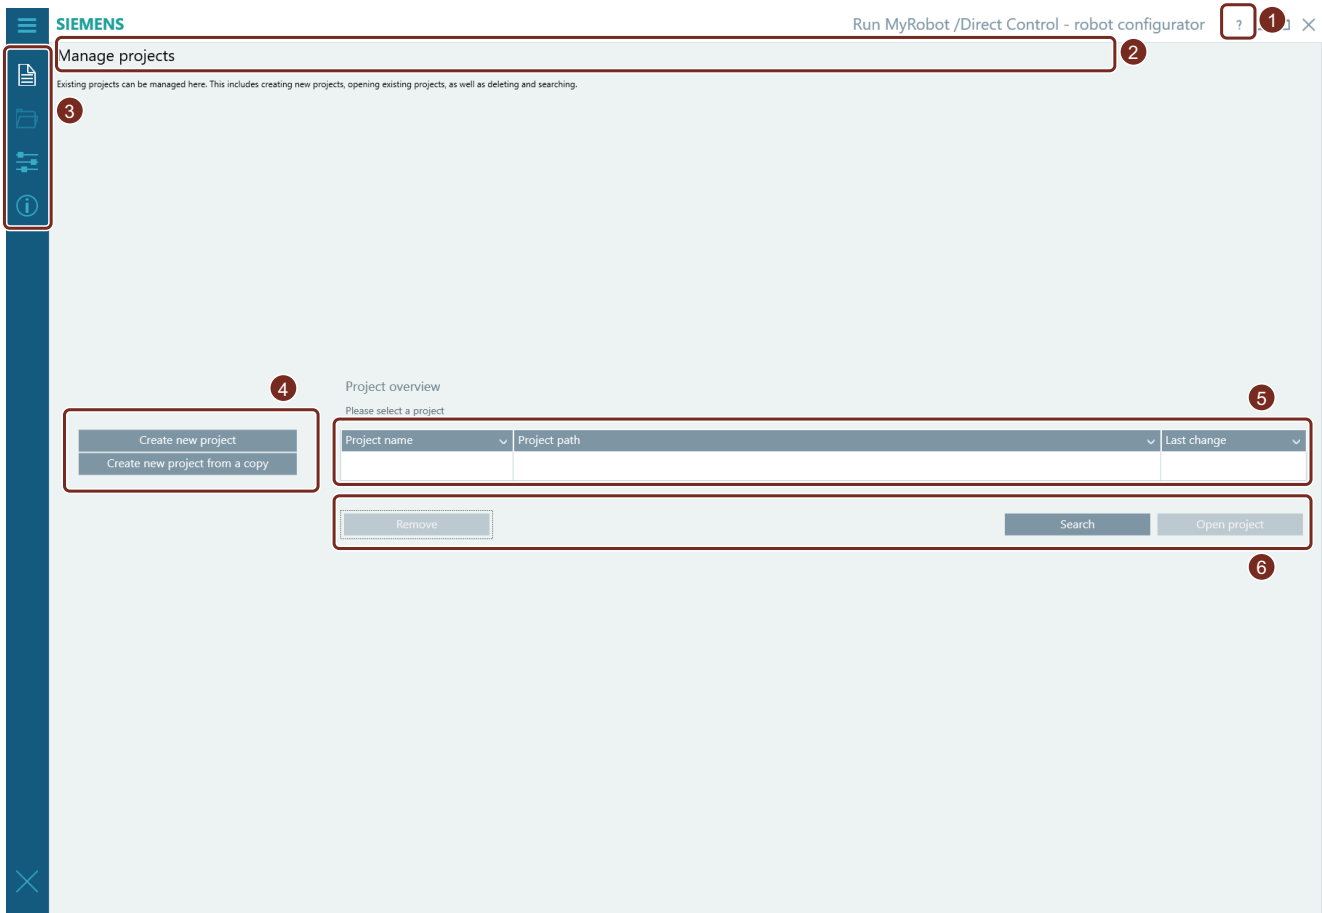 SIEMENS
Run MyRobot /Direct Control - robot configurator
?
1
Manage projects
2
Existing projects can be managed here. This includes creating new projects, opening existing projects, as well as deleting and searching.
3
4
Project overview
5
Please select a project
Create new project
Project name
Project path
Last change
Create new project from a copy
Remove
Search
Open project
6